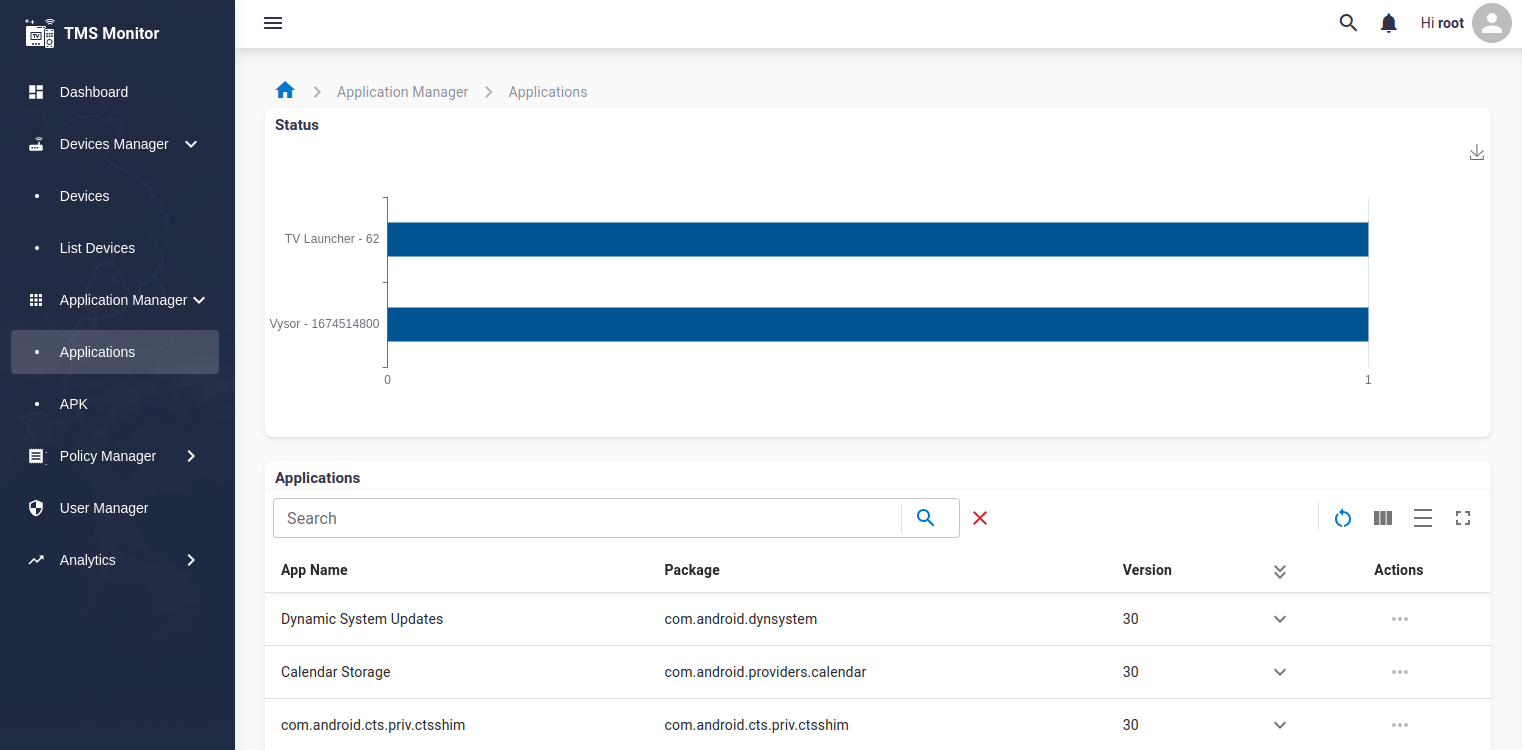 TV
TMS Monitor
Hi root
Dashboard
Devices Manager
Devices
List Devices
Application Manager
Applications
APK
Policy Manager
User Manager
Analytics
Application Manager
Applications
Status
TV Launcher - 62
Vysor - 1674514800
0
1
Applications
Search
App Name Package Version Actions
Dynamic System Updates com.android.dynsystem 30
Calendar Storage com.android.providers.calendar 30
com.android.cts.priv.ctsshim com.android.cts.priv.ctsshim 30